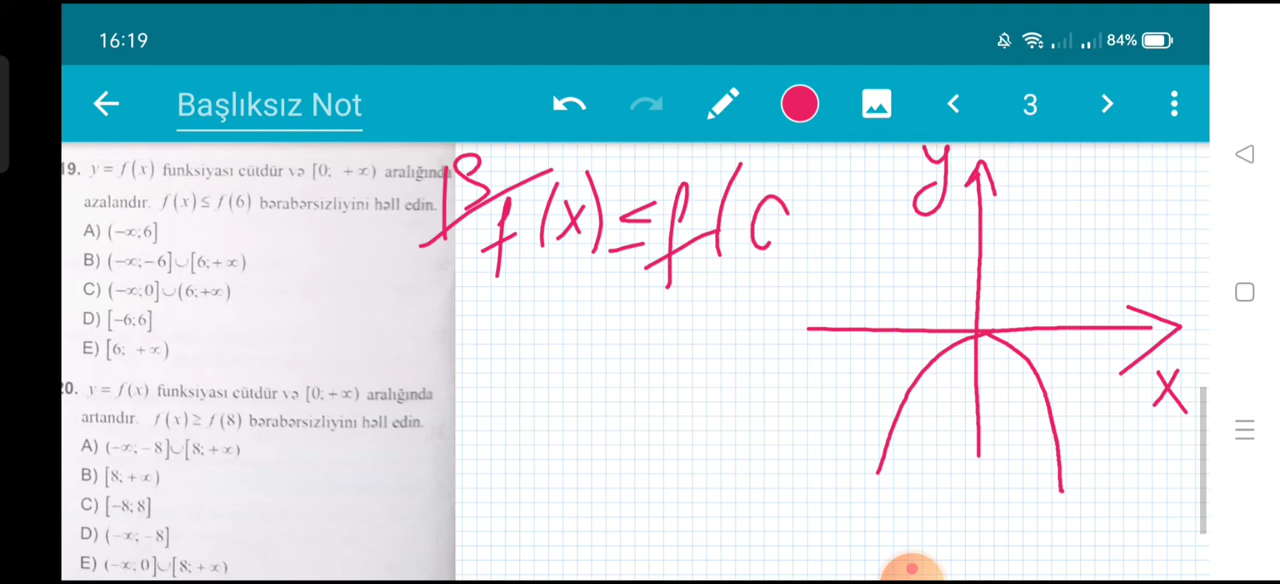 16:19
84%
Başlıksız Not
3
19. y = f(x) funksiyası cütdür və [0; +∞) aralığında
azalandır. f(x) ≤ f(6) bərabərsizliyini həll edin.
A) (-∞;6]
B) (-∞;-6]∪[6;+∞)
C) (-∞;0]∪(6;+∞)
D) [-6;6]
E) [6; +∞)
20. y = f(x) funksiyası cütdür və [0; +∞) aralığında
artandır. f(x) ≥ f(8) bərabərsizliyini həll edin.
A) (-∞;-8]∪[8;+∞)
B) [8;+∞)
C) [-8;8]
D) (-∞;-8]
E) (-∞;0]∪[8;+∞)
f(x) ≤ f(
y
x